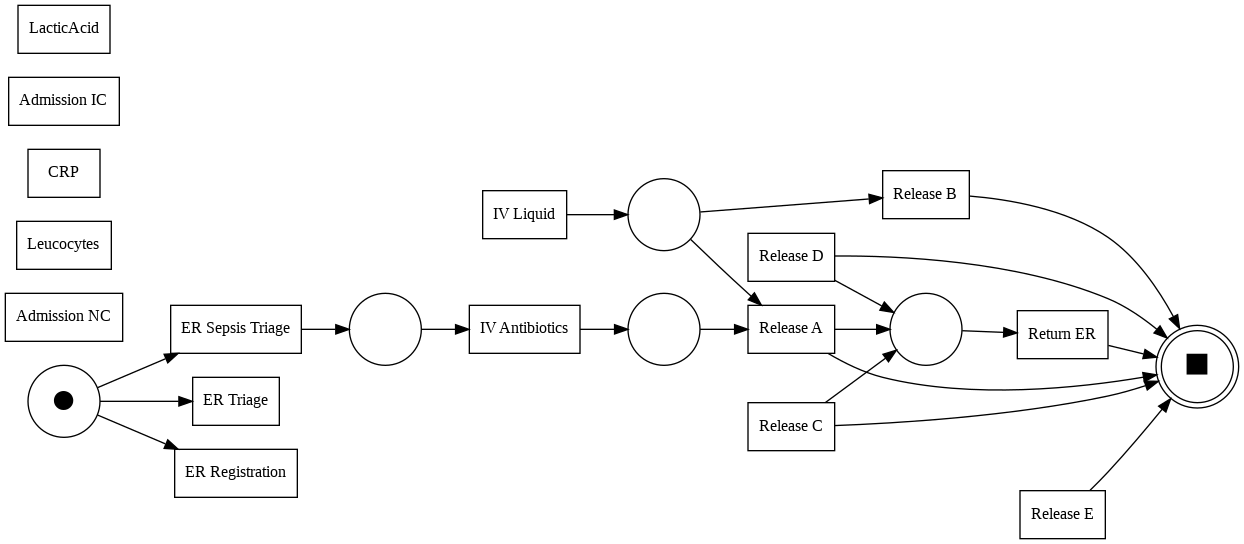 LacticAcid
Admission IC
CRP
Leucocytes
Admission NC
ER Sepsis Triage
ER Triage
ER Registration
IV Liquid
IV Antibiotics
Release B
Release D
Release A
Release C
Return ER
Release E